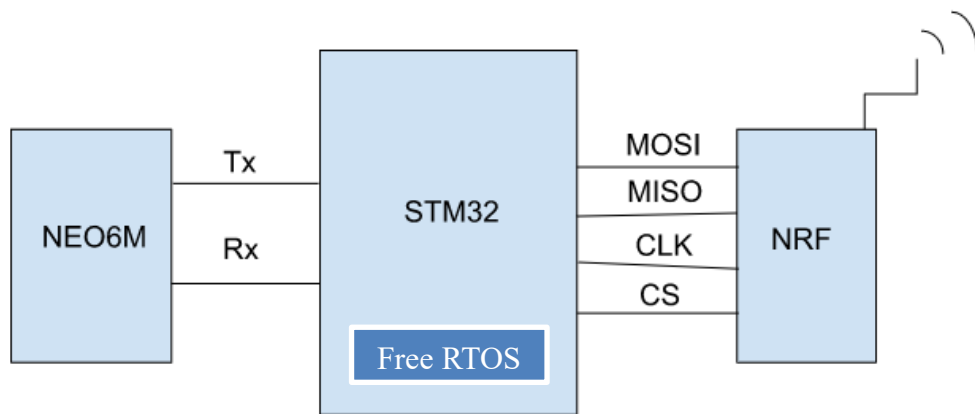 NEO6M
Tx
Rx
STM32
Free RTOS
MOSI
MISO
CLK
CS
NRF